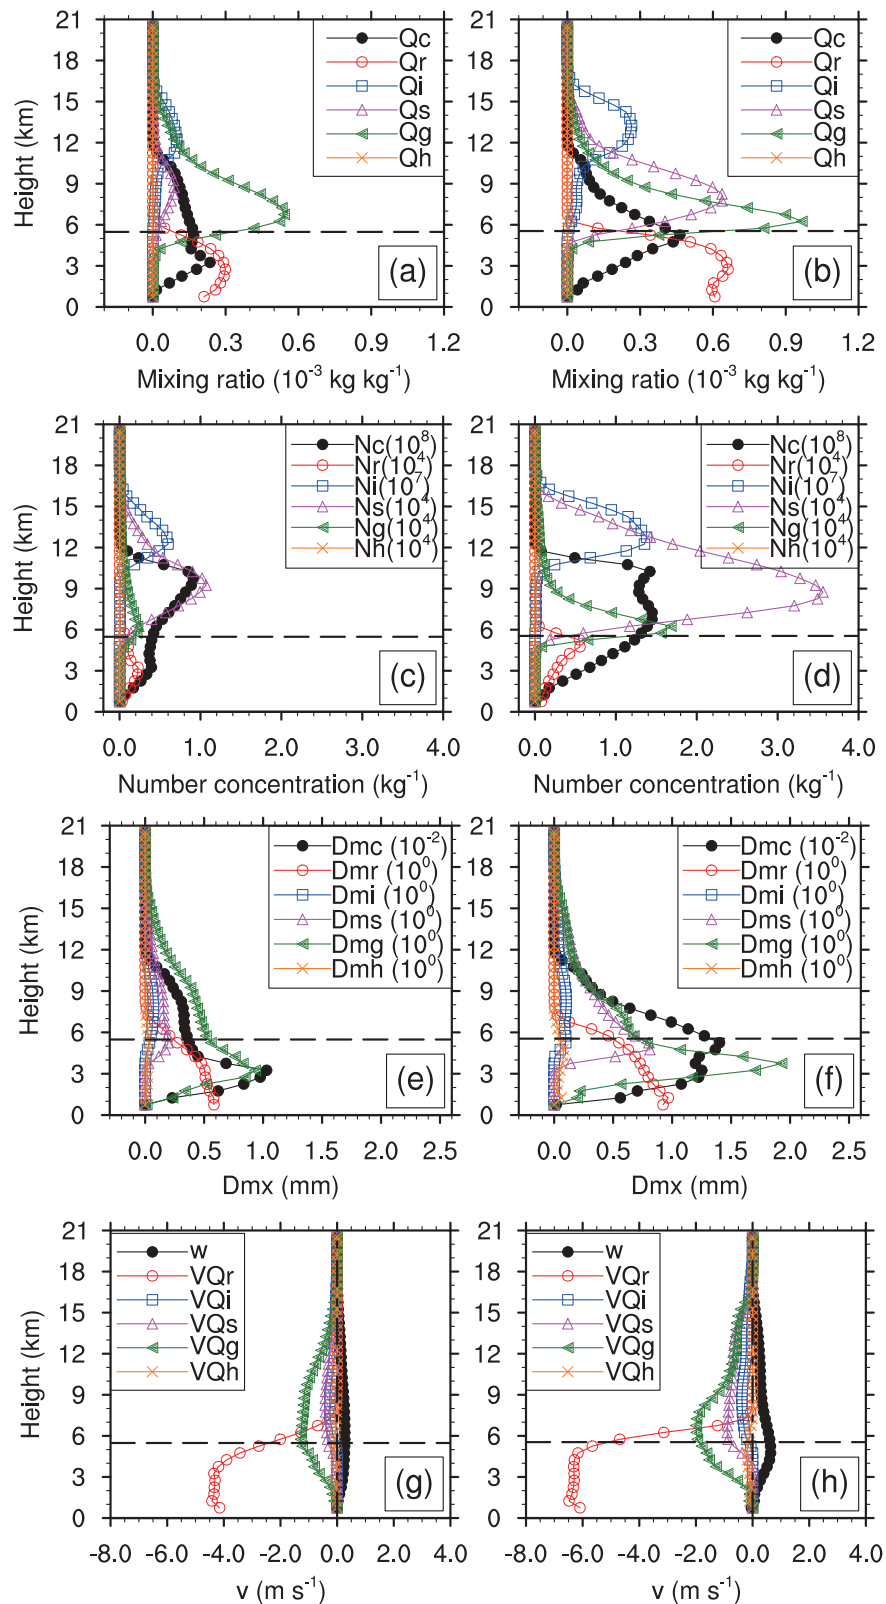 21
18
15
12
9
6
3
0
Height (km)
Qc
Qr
Qi
Qs
Qg
Qh
(a)
0.0 0.3 0.6 0.9 1.2
Mixing ratio (10⁻³ kg kg⁻¹)
21
18
15
12
9
6
3
0
Qc
Qr
Qi
Qs
Qg
Qh
(b)
0.0 0.3 0.6 0.9 1.2
Mixing ratio (10⁻³ kg kg⁻¹)
21
18
15
12
9
6
3
0
Height (km)
Nc(10⁸)
Nr(10⁴)
Ni(10⁷)
Ns(10⁴)
Ng(10⁴)
Nh(10⁴)
(c)
0.0 1.0 2.0 3.0 4.0
Number concentration (kg⁻¹)
21
18
15
12
9
6
3
0
Nc(10⁸)
Nr(10⁴)
Ni(10⁷)
Ns(10⁴)
Ng(10⁴)
Nh(10⁴)
(d)
0.0 1.0 2.0 3.0 4.0
Number concentration (kg⁻¹)
21
18
15
12
9
6
3
0
Height (km)
Dmc (10⁻²)
Dmr (10⁰)
Dmi (10⁰)
Dms (10⁰)
Dmg (10⁰)
Dmh (10⁰)
(e)
0.0 0.5 1.0 1.5 2.0 2.5
Dmx (mm)
21
18
15
12
9
6
3
0
Dmc (10⁻²)
Dmr (10⁰)
Dmi (10⁰)
Dms (10⁰)
Dmg (10⁰)
Dmh (10⁰)
(f)
0.0 0.5 1.0 1.5 2.0 2.5
Dmx (mm)
21
18
15
12
9
6
3
0
Height (km)
w
VQr
VQi
VQs
VQg
VQh
(g)
-8.0 -6.0 -4.0 -2.0 0.0 2.0 4.0
v (m s⁻¹)
21
18
15
12
9
6
3
0
w
VQr
VQi
VQs
VQg
VQh
(h)
-8.0 -6.0 -4.0 -2.0 0.0 2.0 4.0
v (m s⁻¹)